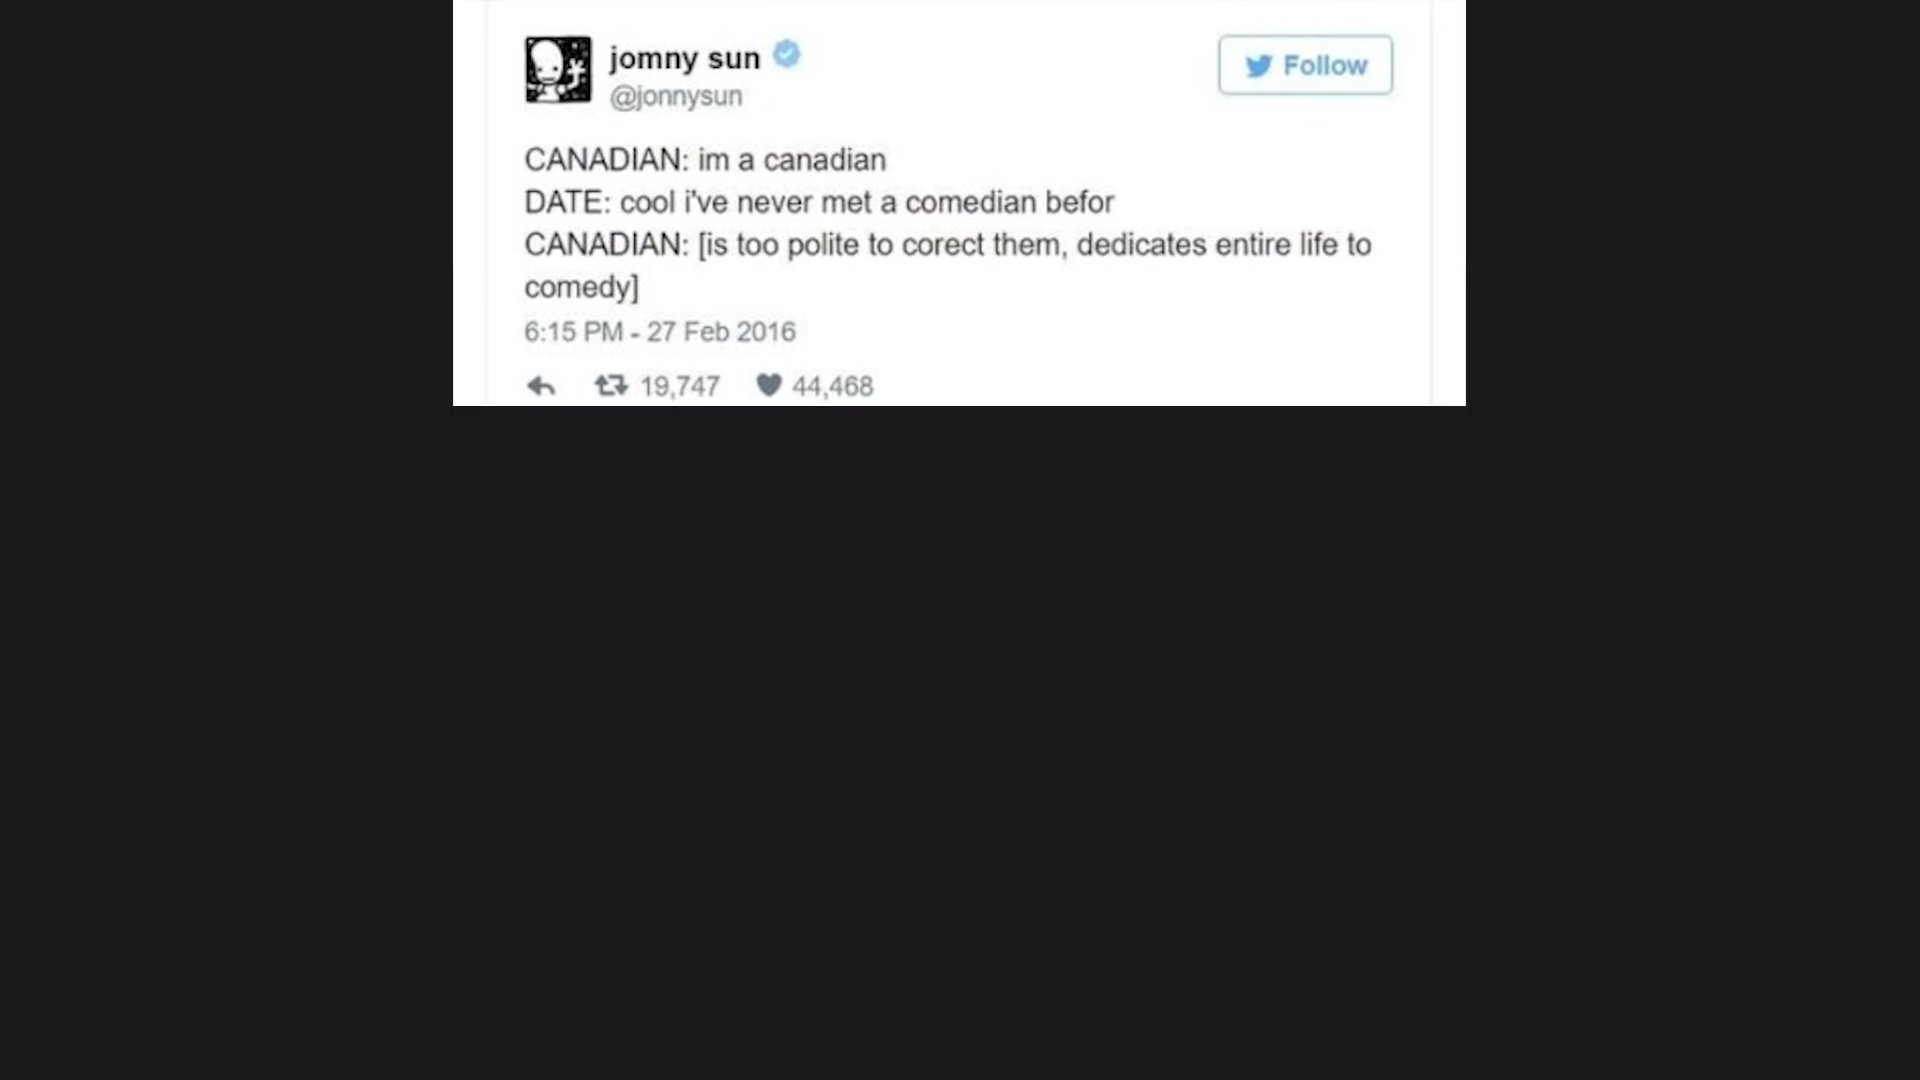 jomny sun
@jonnysun
Follow
CANADIAN: im a canadian
DATE: cool i've never met a comedian befor
CANADIAN: [is too polite to corect them, dedicates entire life to
comedy]
6:15 PM - 27 Feb 2016
19,747 44,468